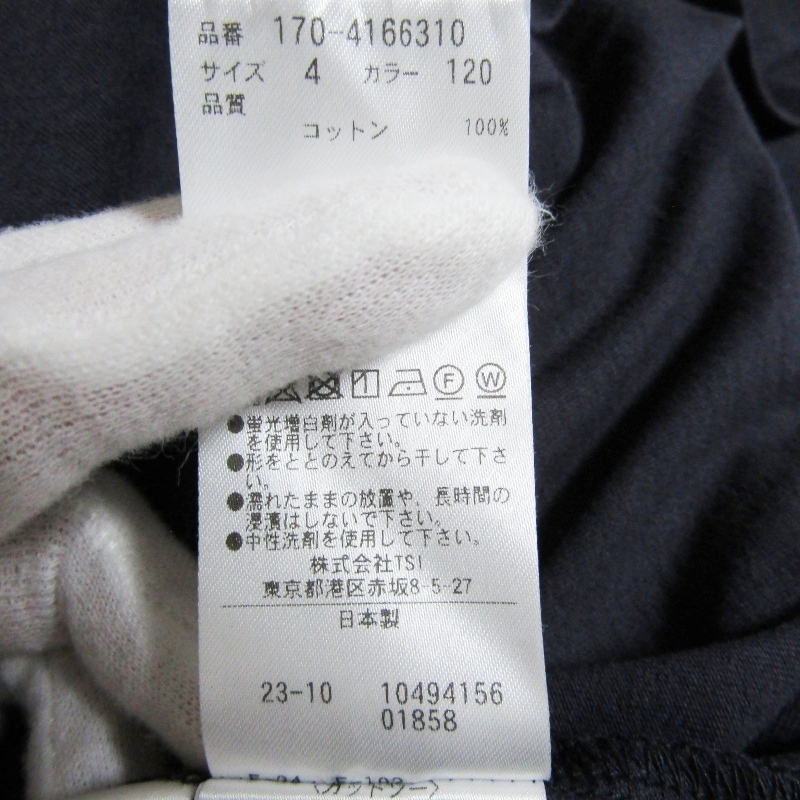 品番 170-4166310
サイズ 4 カラー 120
品質
コットン 100%
F W
●蛍光増白剤が入っていない洗剤
を使用して下さい。
●形をととのえてから干して下さ
い。
●濡れたままの放置や、長時間の
浸漬はしないで下さい。
●中性洗剤を使用して下さい。
株式会社TSI
東京都港区赤坂8-5-27
日本製
23-10 10494156
01858